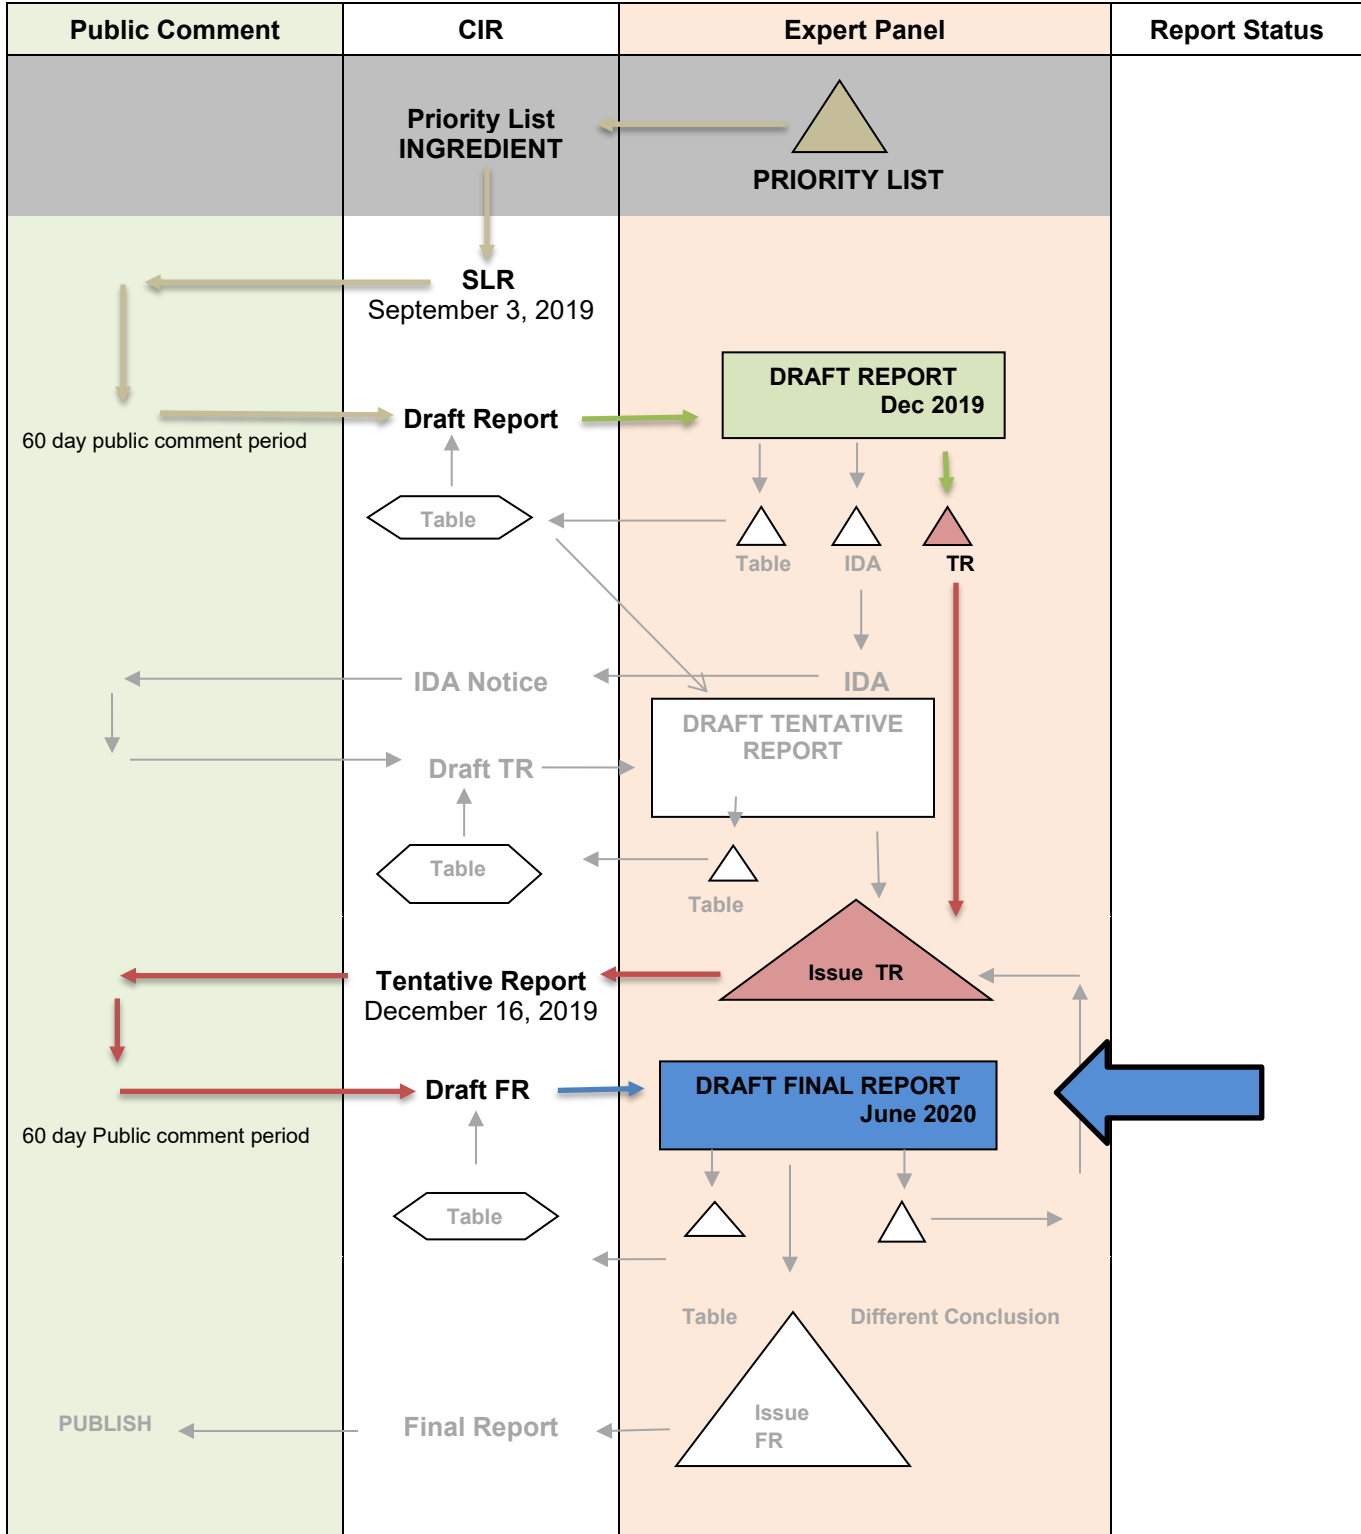 Public Comment
CIR
Expert Panel
Report Status
Priority List
INGREDIENT
PRIORITY LIST
SLR
September 3, 2019
60 day public comment period
Draft Report
DRAFT REPORT
Dec 2019
Table
Table
IDA
TR
IDA Notice
IDA
DRAFT TENTATIVE
REPORT
Draft TR
Table
Table
Issue TR
Tentative Report
December 16, 2019
Draft FR
DRAFT FINAL REPORT
June 2020
60 day Public comment period
Table
Table
Different Conclusion
PUBLISH
Final Report
Issue
FR